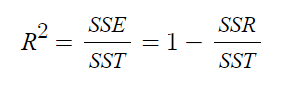 R² = SSE/SST = 1 − SSR/SST